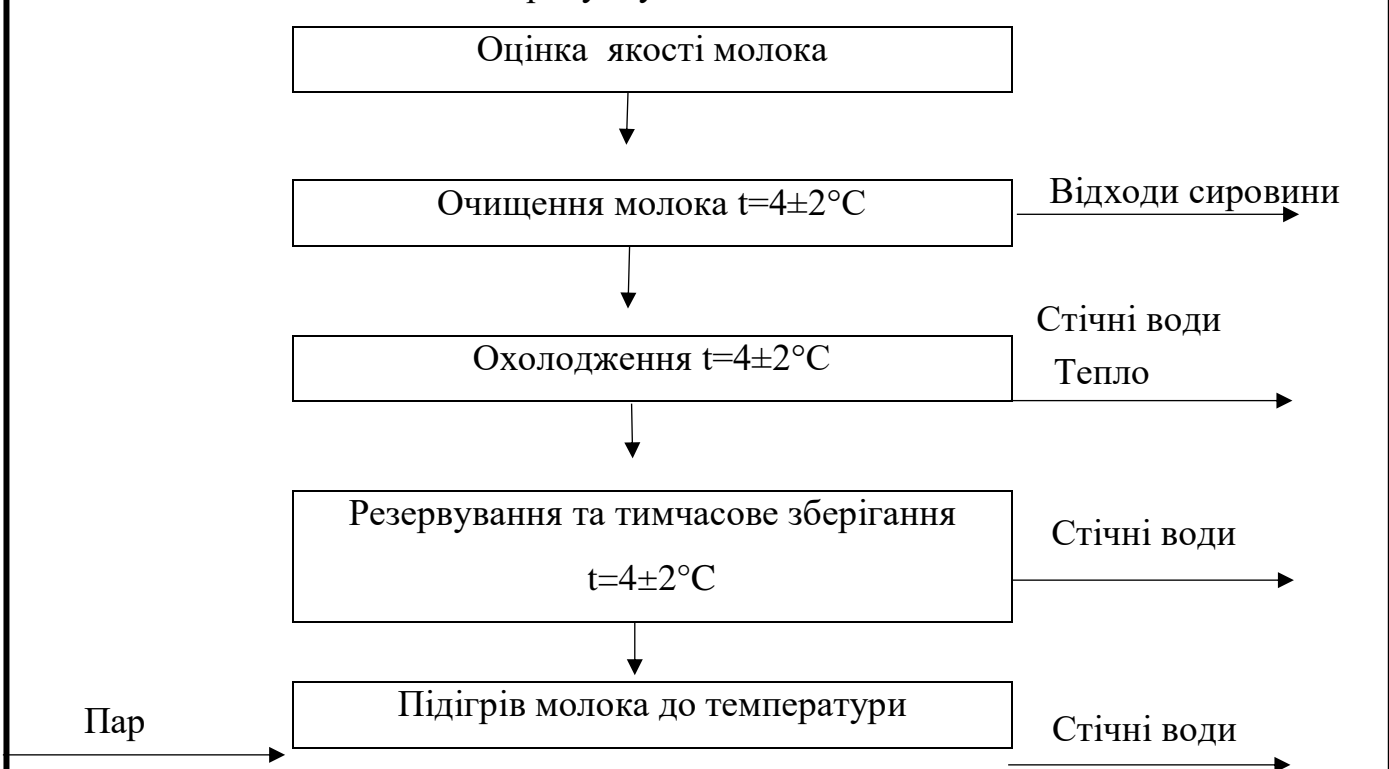 Оцінка якості молока
Очищення молока t=4±2°C
Відходи сировини
Охолодження t=4±2°C
Стічні води
Тепло
Резервування та тимчасове зберігання
t=4±2°C
Стічні води
Пар
Підігрів молока до температури
Стічні води